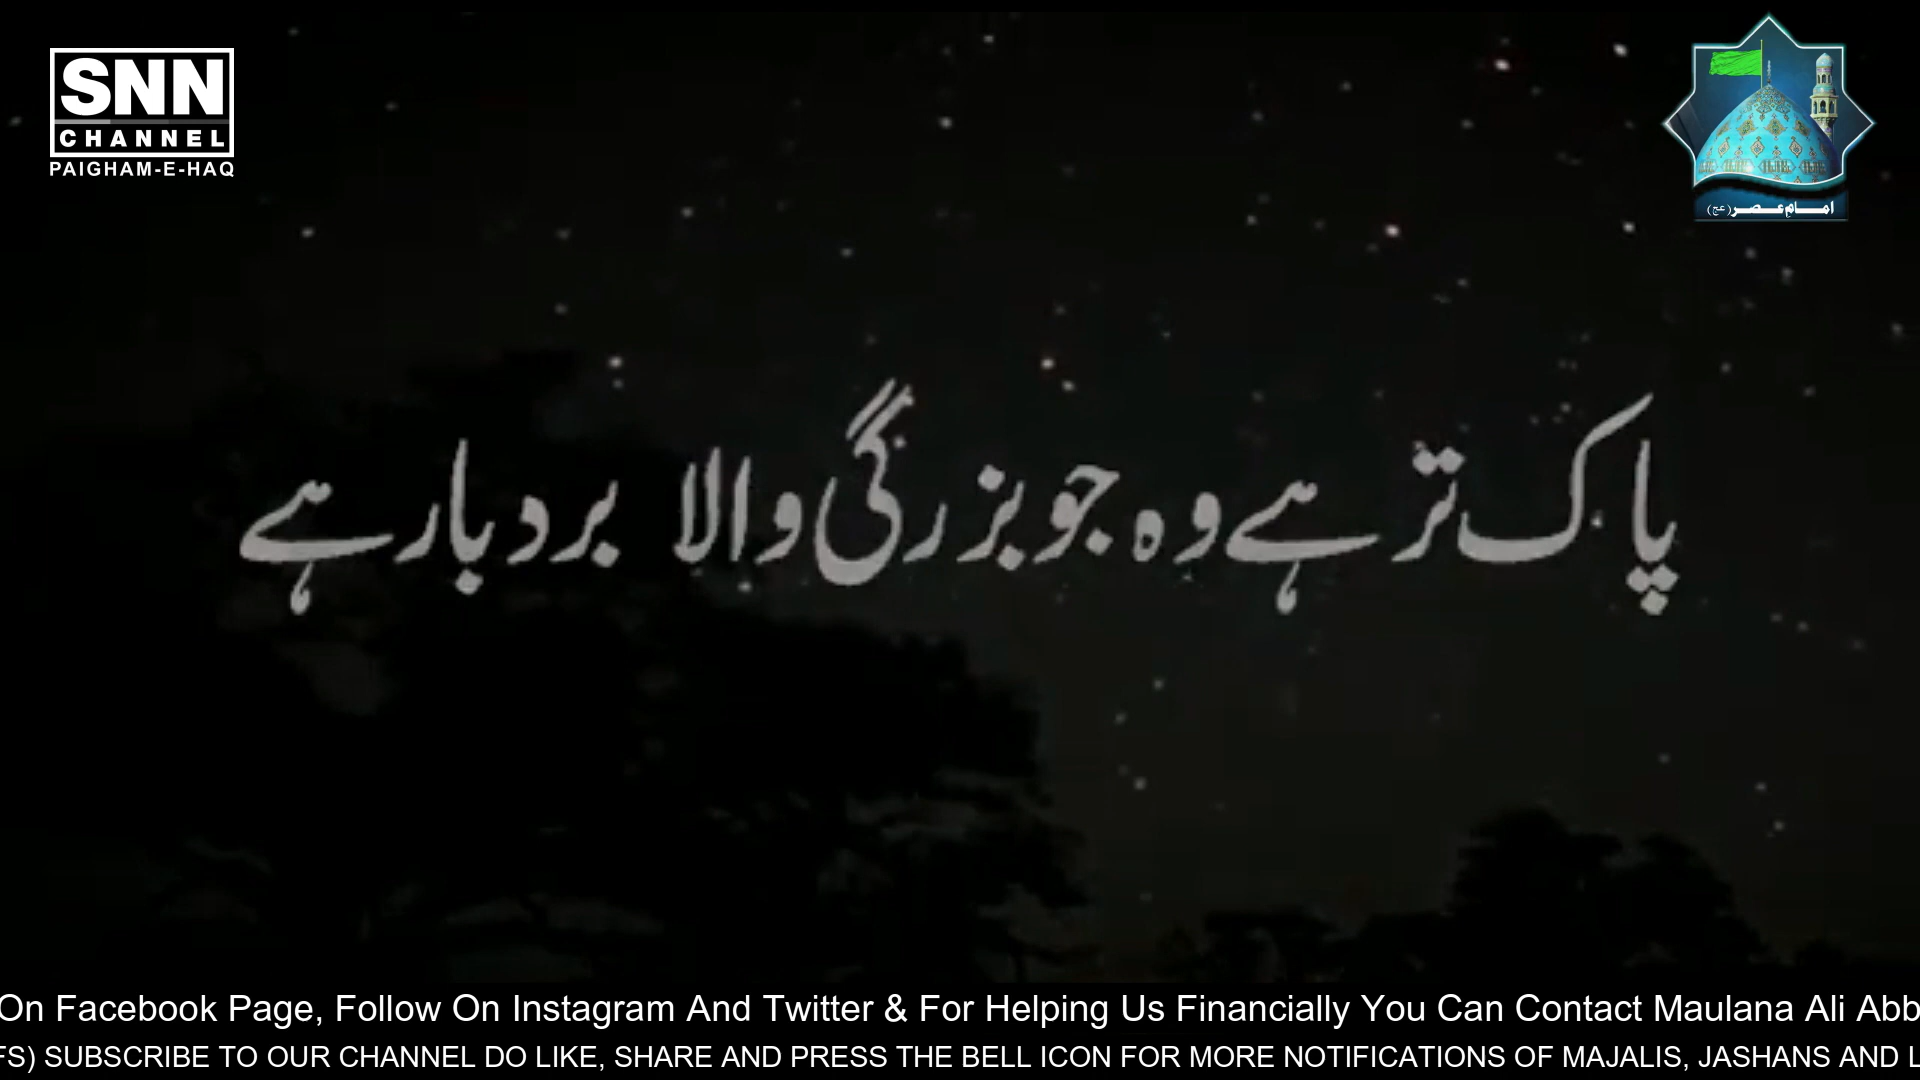 SNN
CHANNEL
PAIGHAM-E-HAQ
امام عصر (عج)
پاک تر ہے وہ جو بزرگی والا بردبار ہے
On Facebook Page, Follow On Instagram And Twitter & For Helping Us Financially You Can Contact Maulana Ali Abb
FS) SUBSCRIBE TO OUR CHANNEL DO LIKE, SHARE AND PRESS THE BELL ICON FOR MORE NOTIFICATIONS OF MAJALIS, JASHANS AND L